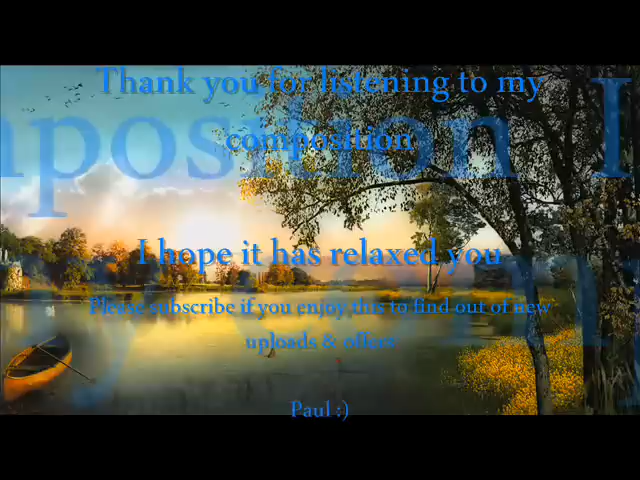 Thank you for listening to my
composition
I hope it has relaxed you
Please subscribe if you enjoy this to find out of new
uploads & offers
Paul :)